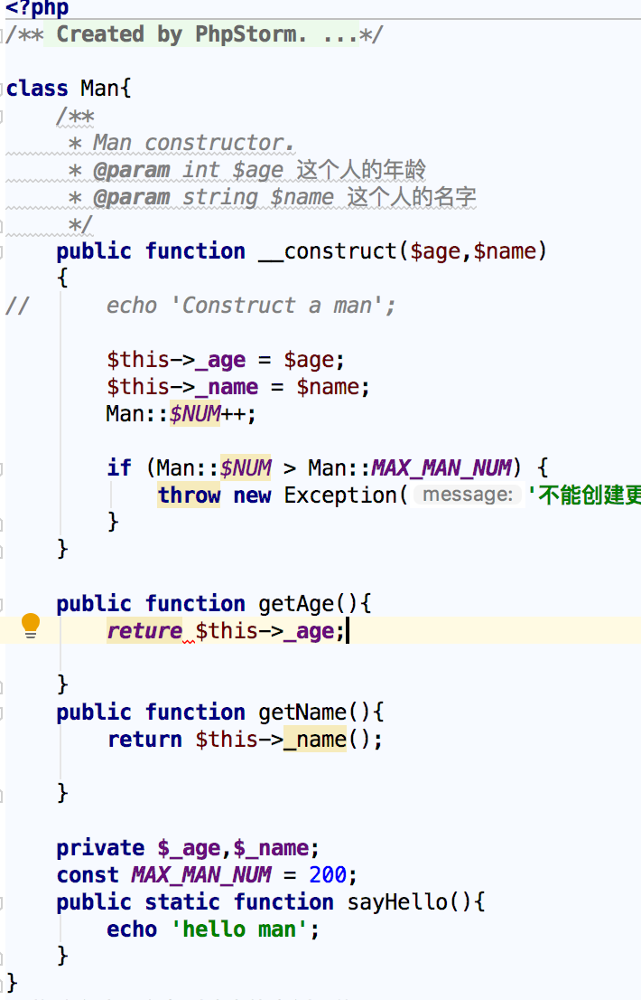 <?php
/** Created by PhpStorm. ...*/
class Man{
/**
* Man constructor.
* @param int $age 这个人的年龄
* @param string $name 这个人的名字
*/
public function __construct($age,$name)
{
// echo 'Construct a man';
$this->_age = $age;
$this->_name = $name;
Man::$NUM++;
if (Man::$NUM > Man::MAX_MAN_NUM) {
throw new Exception( message: '不能创建更
}
}
public function getAge(){
reture $this->_age;
}
public function getName(){
return $this->_name();
}
private $_age,$_name;
const MAX_MAN_NUM = 200;
public static function sayHello(){
echo 'hello man';
}
}